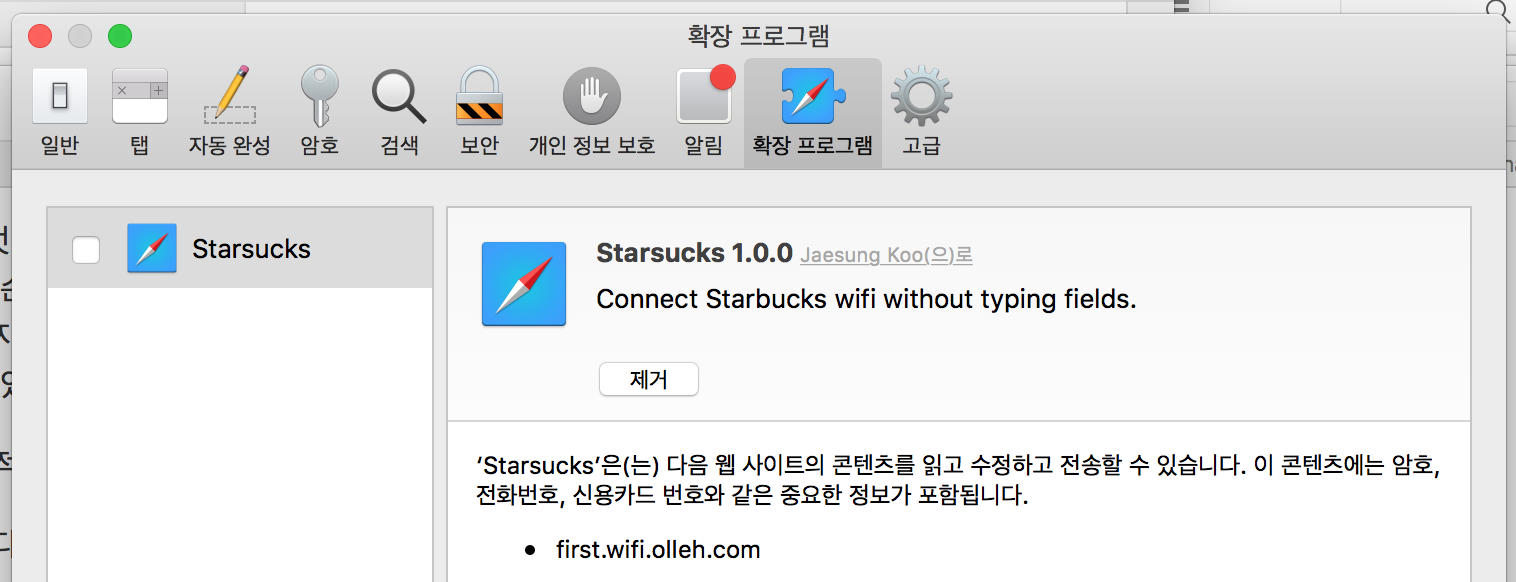 확장 프로그램
일반 탭 자동 완성 암호 검색 보안 개인 정보 보호 알림 확장 프로그램 고급
Starsucks
Starsucks 1.0.0 Jaesung Koo(으)로
Connect Starbucks wifi without typing fields.
제거
‘Starsucks’은(는) 다음 웹 사이트의 콘텐츠를 읽고 수정하고 전송할 수 있습니다. 이 콘텐츠에는 암호,
전화번호, 신용카드 번호와 같은 중요한 정보가 포함됩니다.
• first.wifi.olleh.com